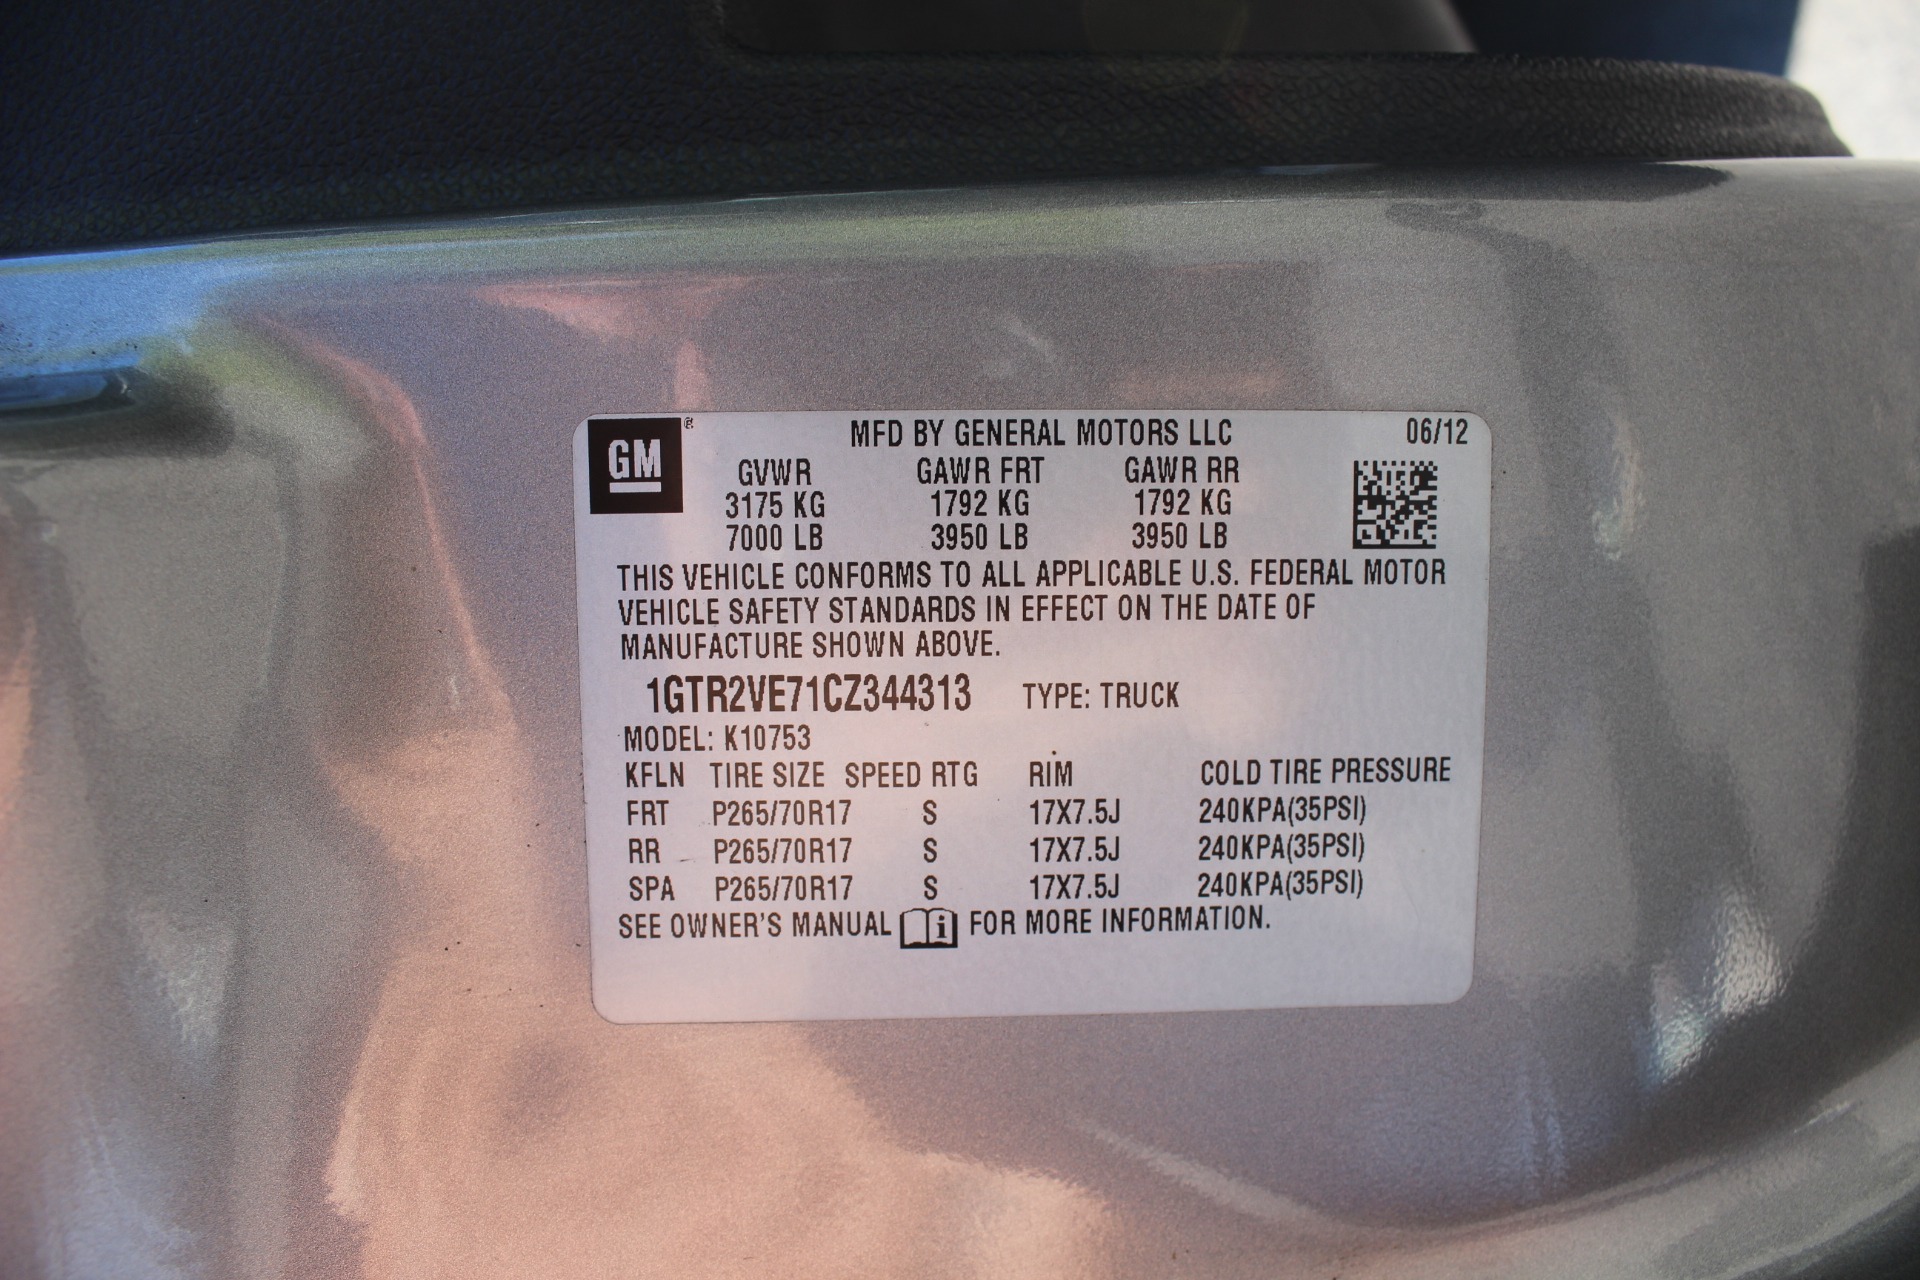 GM ® MFD BY GENERAL MOTORS LLC 06/12
GVWR GAWR FRT GAWR RR
3175 KG 1792 KG 1792 KG
7000 LB 3950 LB 3950 LB
THIS VEHICLE CONFORMS TO ALL APPLICABLE U.S. FEDERAL MOTOR
VEHICLE SAFETY STANDARDS IN EFFECT ON THE DATE OF
MANUFACTURE SHOWN ABOVE.
1GTR2VE71CZ344313 TYPE: TRUCK
MODEL: K10753
KFLN TIRE SIZE SPEED RTG RIM COLD TIRE PRESSURE
FRT P265/70R17 S 17X7.5J 240KPA(35PSI)
RR P265/70R17 S 17X7.5J 240KPA(35PSI)
SPA P265/70R17 S 17X7.5J 240KPA(35PSI)
SEE OWNER'S MANUAL i FOR MORE INFORMATION.